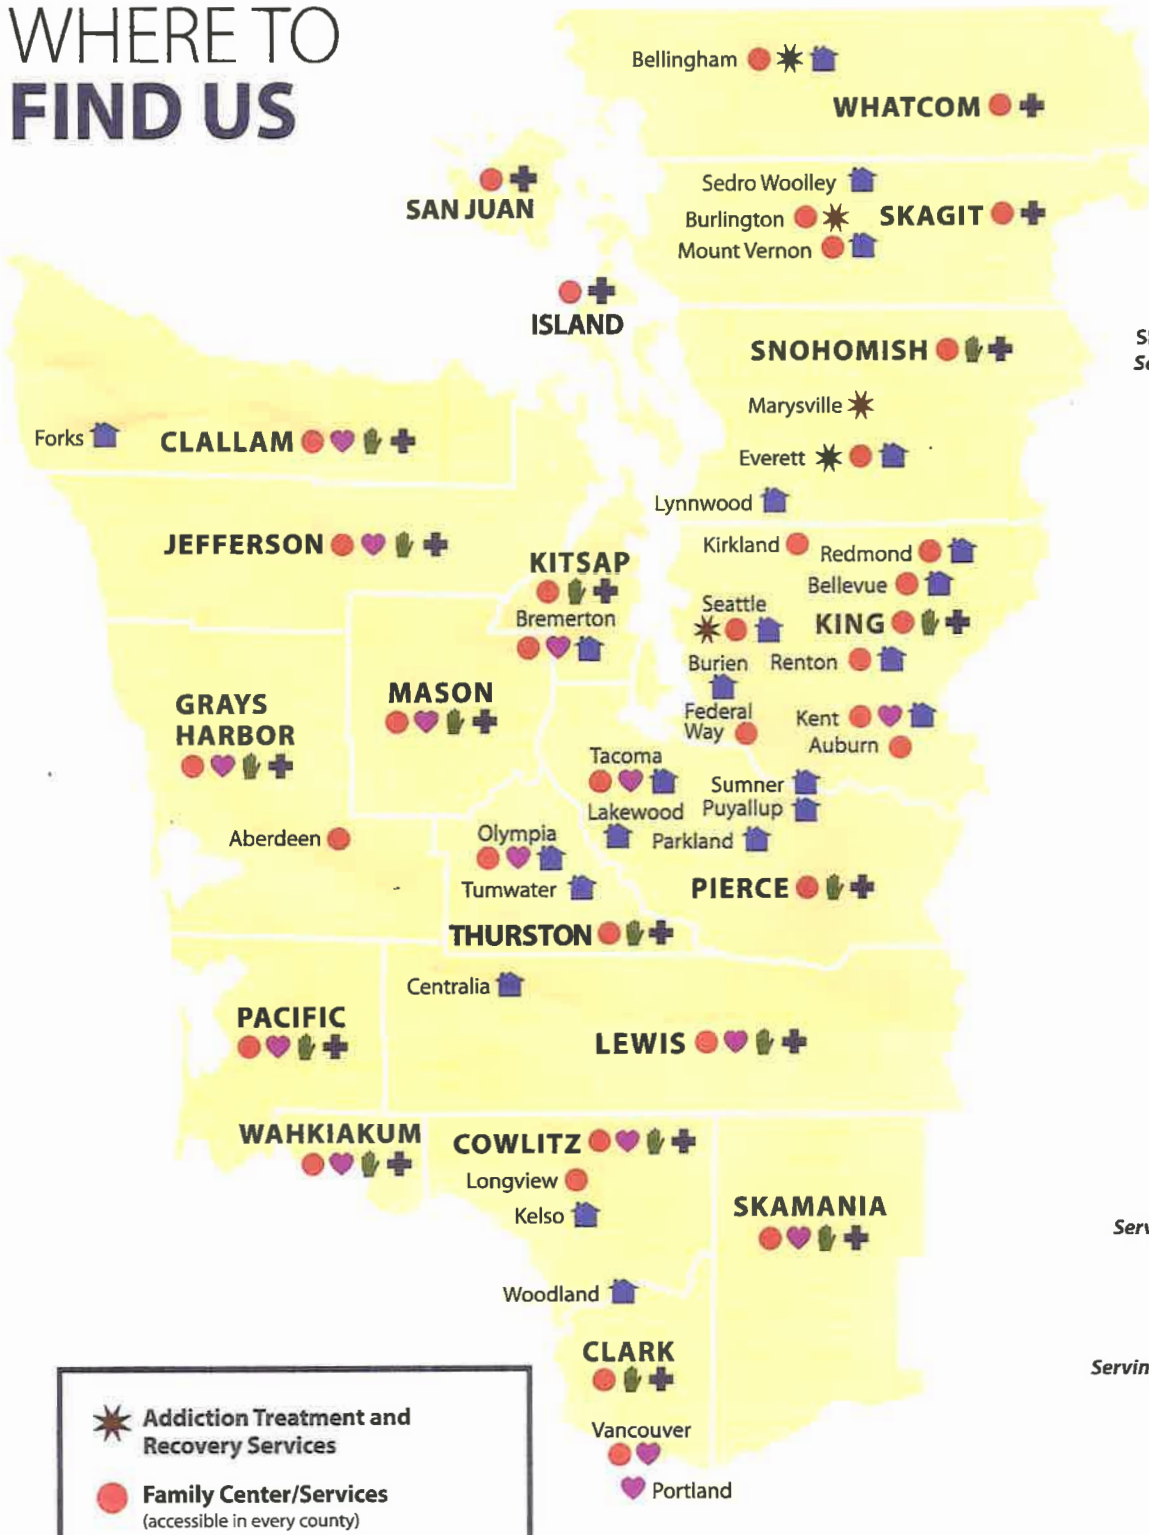 WHERE TO
FIND US
Bellingham
WHATCOM
SAN JUAN
Sedro Woolley
Burlington
SKAGIT
Mount Vernon
ISLAND
SNOHOMISH
Marysville
Everett
Lynnwood
Forks
CLALLAM
JEFFERSON
KITSAP
Bremerton
Kirkland
Redmond
Bellevue
Seattle
KING
Burien
Renton
Federal
Way
Kent
Auburn
GRAYS
HARBOR
MASON
Tacoma
Sumner
Lakewood
Puyallup
Parkland
Aberdeen
Olympia
Tumwater
PIERCE
THURSTON
Centralia
PACIFIC
LEWIS
WAHKIAKUM
COWLITZ
Longview
Kelso
SKAMANIA
Woodland
CLARK
Vancouver
Portland
Addiction Treatment and
Recovery Services
Family Center/Services
(accessible in every county)